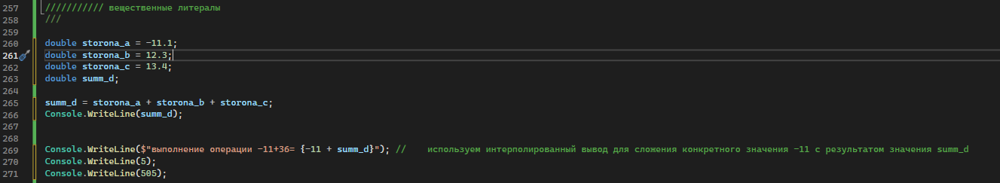 257 /////////// вещественные литералы
258 ///
259
260 double storona_a = -11.1;
261 double storona_b = 12.3;
262 double storona_c = 13.4;
263 double summ_d;
264
265 summ_d = storona_a + storona_b + storona_c;
266 Console.WriteLine(summ_d);
267
268
269 Console.WriteLine($"выполнение операции -11+36= {-11 + summ_d}"); // используем интерполированный вывод для сложения конкретного значения -11 с результатом значения summ_d
270 Console.WriteLine(5);
271 Console.WriteLine(505);